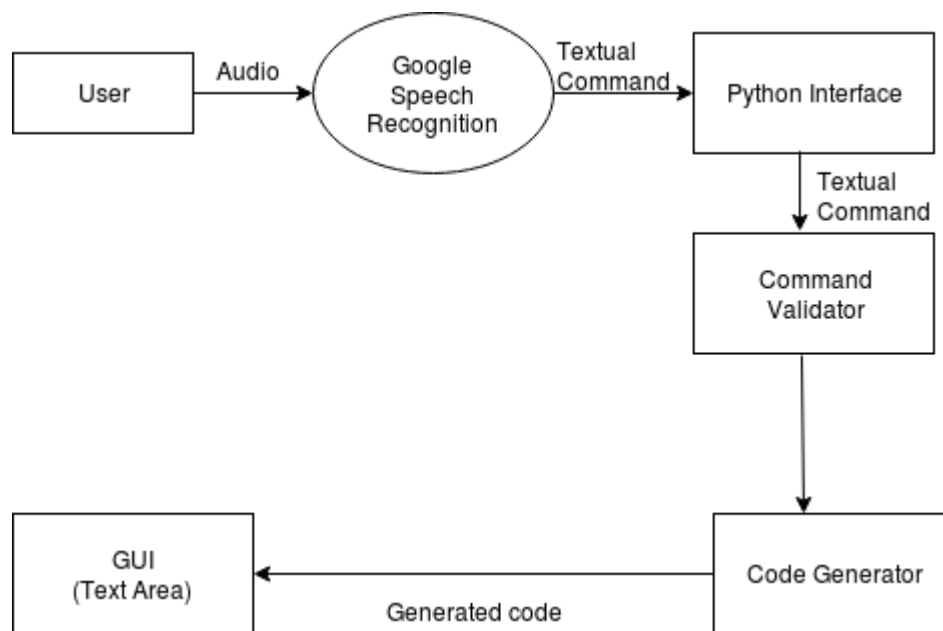 User
Audio
Google
Speech
Recognition
Textual
Command
Python Interface
Textual
Command
Command
Validator
Code Generator
Generated code
GUI
(Text Area)